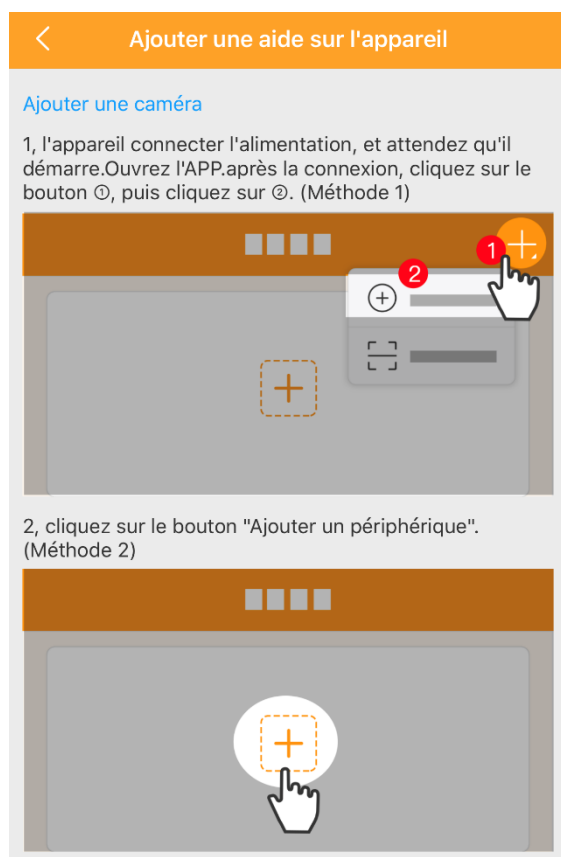 Ajouter une aide sur l'appareil
Ajouter une caméra
1, l'appareil connecter l'alimentation, et attendez qu'il
démarre.Ouvrez l'APP.après la connexion, cliquez sur le
bouton ①, puis cliquez sur ②. (Méthode 1)
1
2
2, cliquez sur le bouton "Ajouter un périphérique".
(Méthode 2)